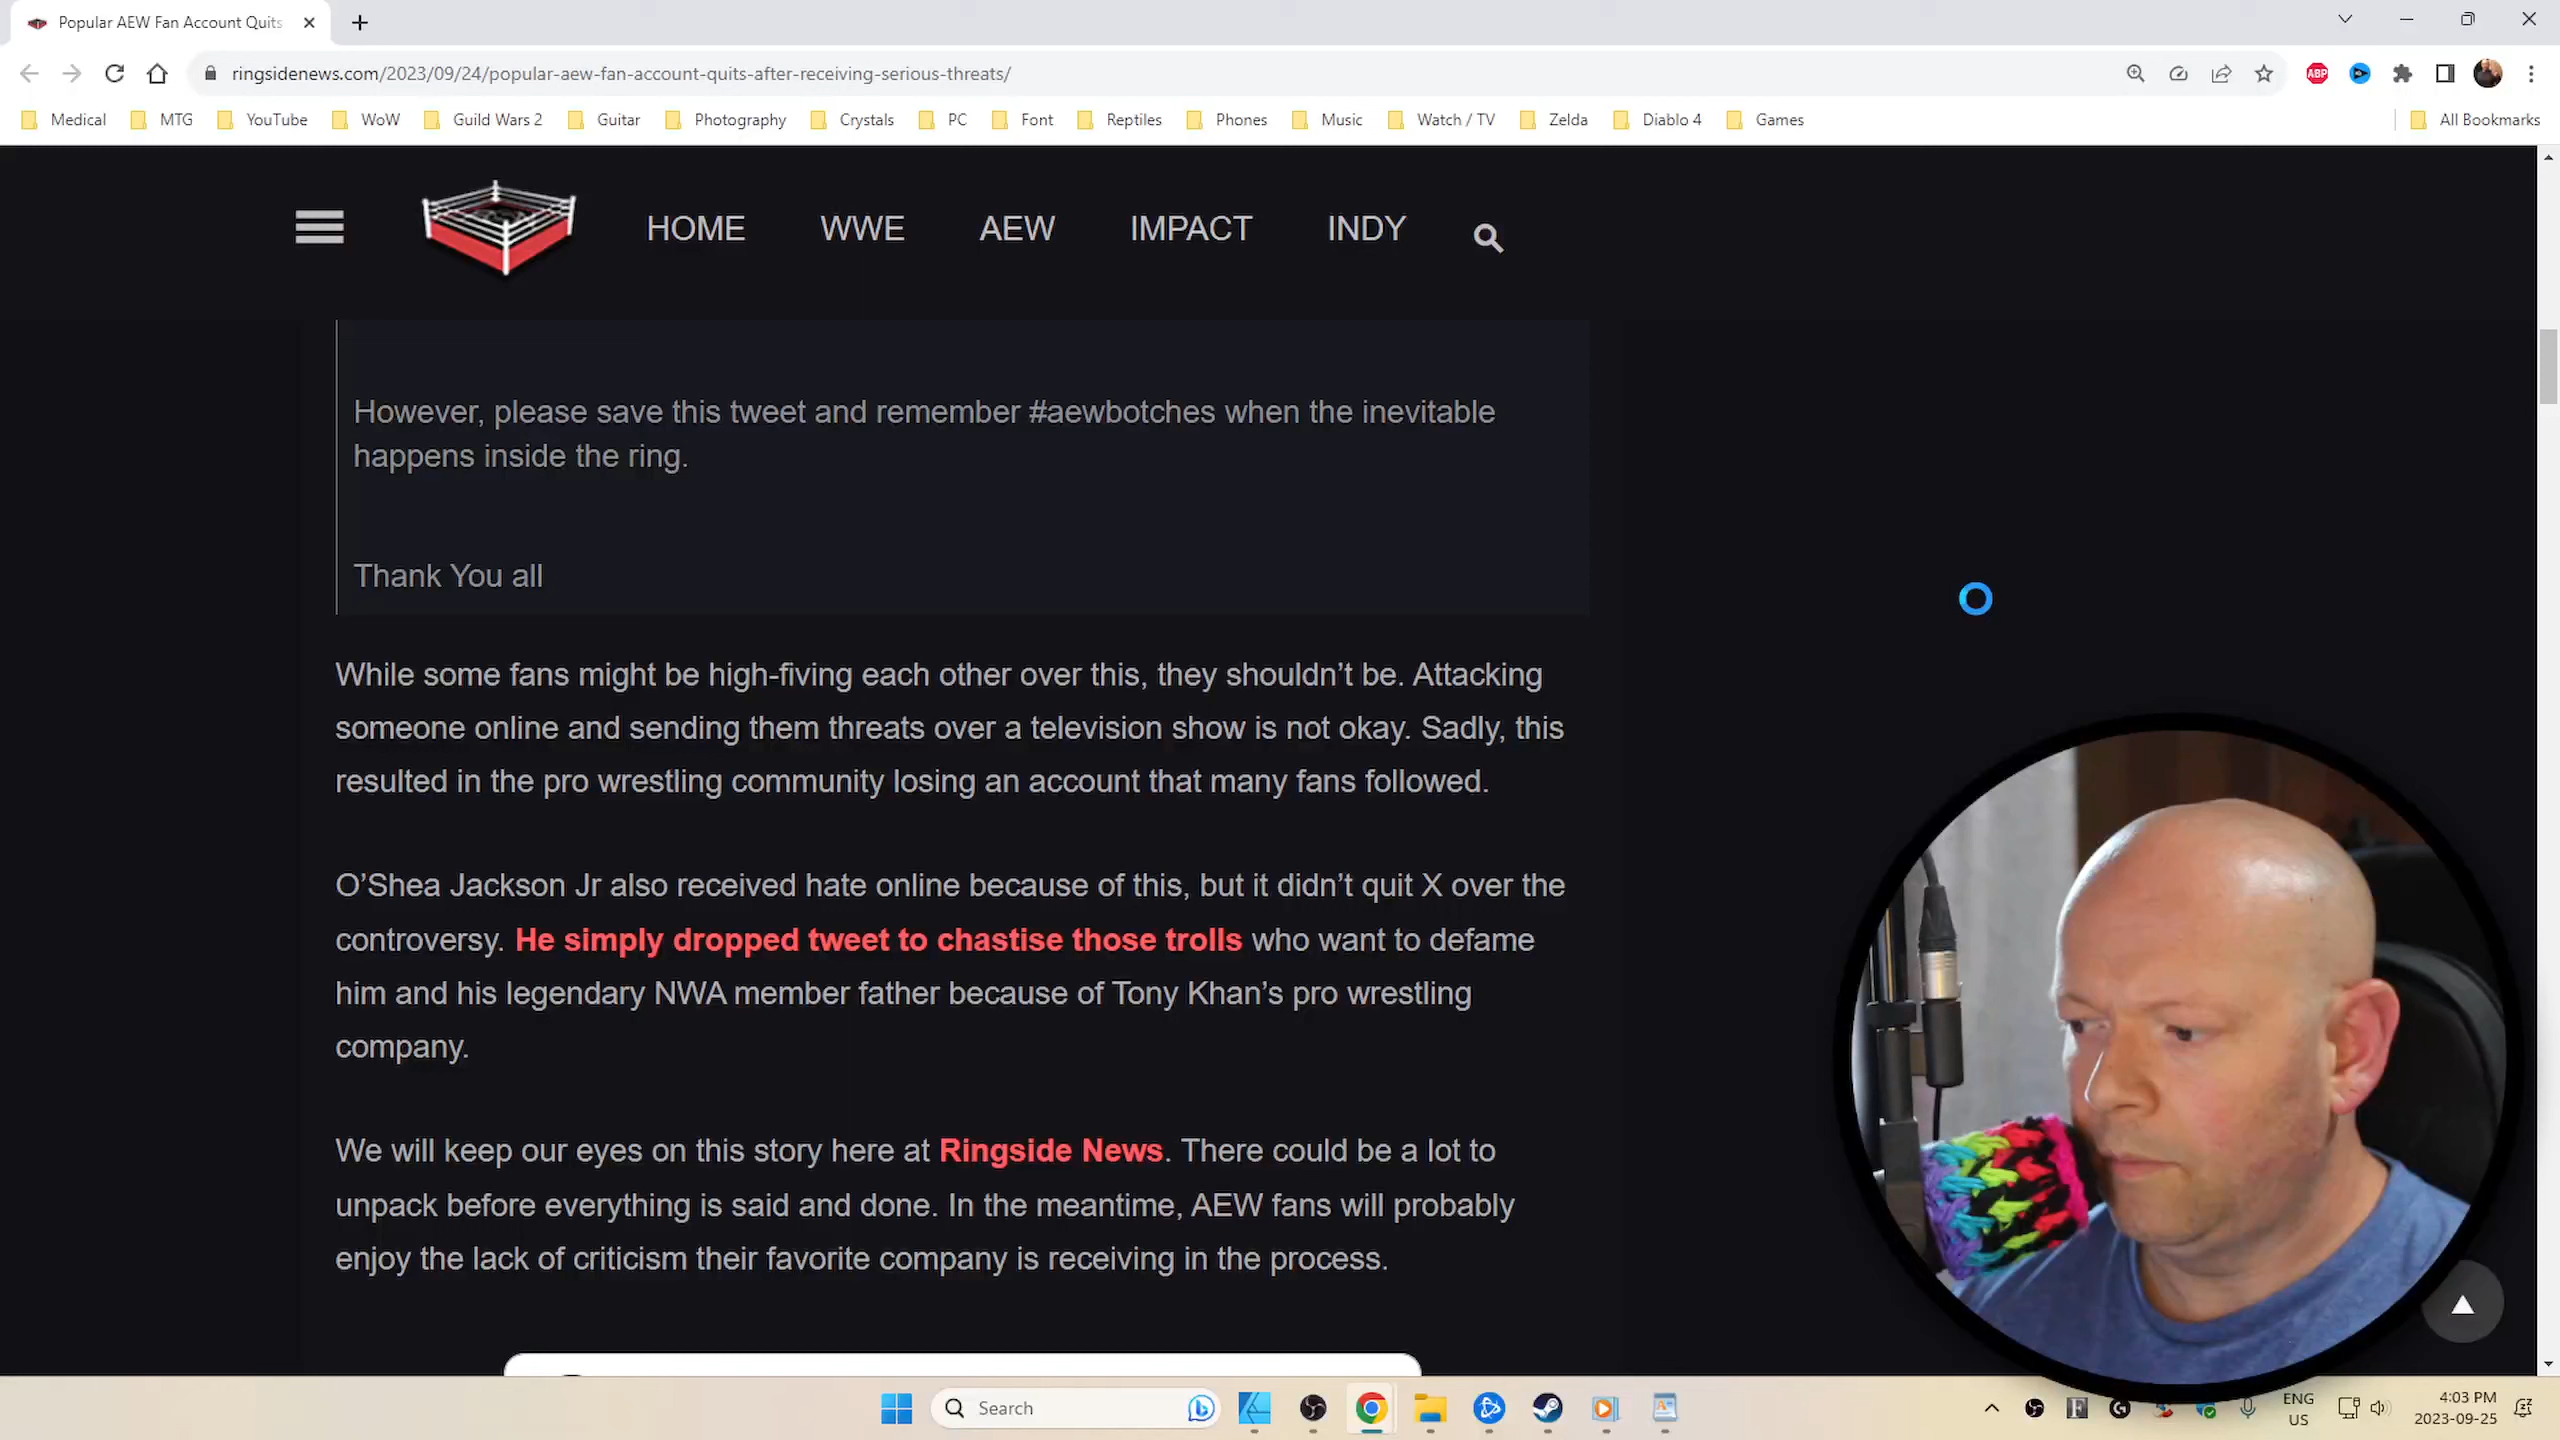 Popular AEW Fan Account Quits
ringsidenews.com/2023/09/24/popular-aew-fan-account-quits-after-receiving-serious-threats/
ABP
Medical MTG YouTube WoW Guild Wars 2 Guitar Photography Crystals PC Font Reptiles Phones Music Watch / TV Zelda Diablo 4 Games All Bookmarks
HOME WWE AEW IMPACT INDY
However, please save this tweet and remember #aewbotches when the inevitable
happens inside the ring.
Thank You all
While some fans might be high-fiving each other over this, they shouldn’t be. Attacking
someone online and sending them threats over a television show is not okay. Sadly, this
resulted in the pro wrestling community losing an account that many fans followed.
O’Shea Jackson Jr also received hate online because of this, but it didn’t quit X over the
controversy. He simply dropped tweet to chastise those trolls who want to defame
him and his legendary NWA member father because of Tony Khan’s pro wrestling
company.
We will keep our eyes on this story here at Ringside News. There could be a lot to
unpack before everything is said and done. In the meantime, AEW fans will probably
enjoy the lack of criticism their favorite company is receiving in the process.
Search
ENG
US
4:03 PM
2023-09-25